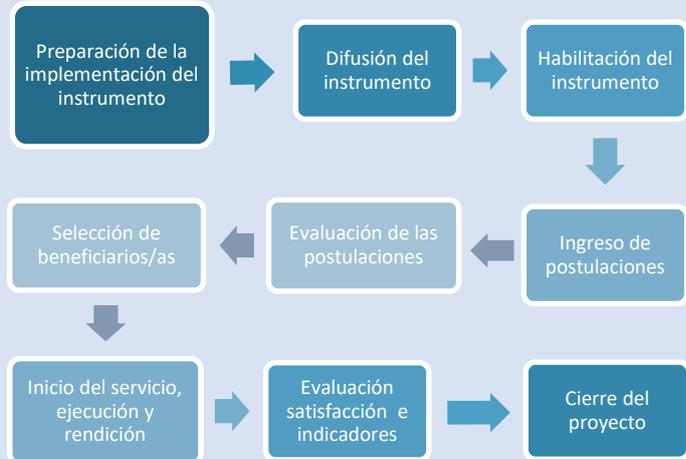 Preparación de la
implementación del
instrumento
Difusión del
instrumento
Habilitación del
instrumento
Ingreso de
postulaciones
Evaluación de las
postulaciones
Selección de
beneficiarios/as
Inicio del servicio,
ejecución y
rendición
Evaluación
satisfacción e
indicadores
Cierre del
proyecto